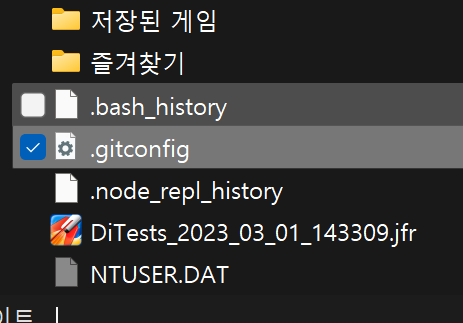 저장된 게임
즐겨찾기
.bash_history
.gitconfig
.node_repl_history
DiTests_2023_03_01_143309.jfr
NTUSER.DAT